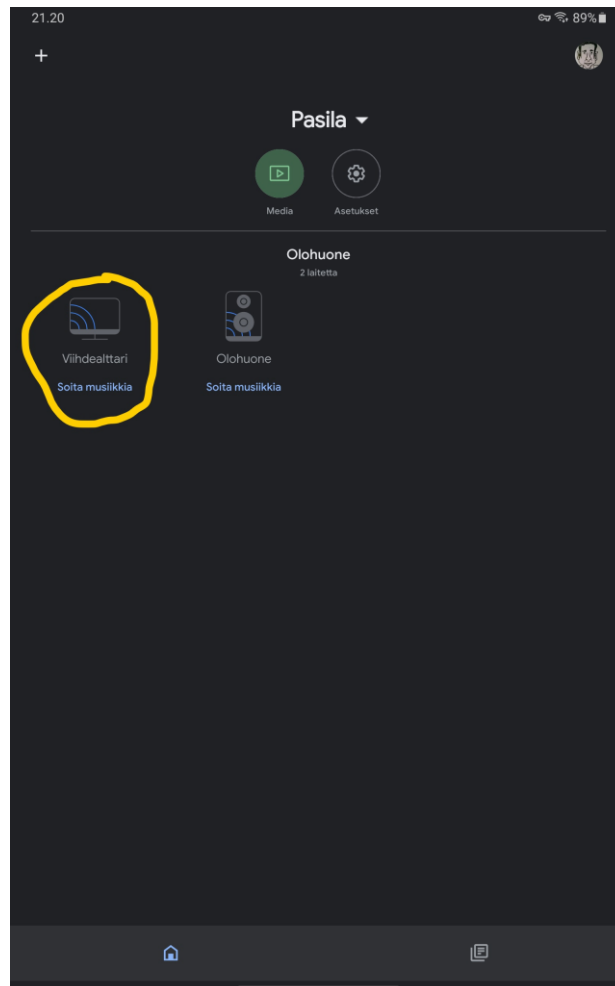 21.20
89%
Pasila
Media
Asetukset
Olohuone
2 laitetta
Viihdealttari
Olohuone
Soita musiikkia
Soita musiikkia